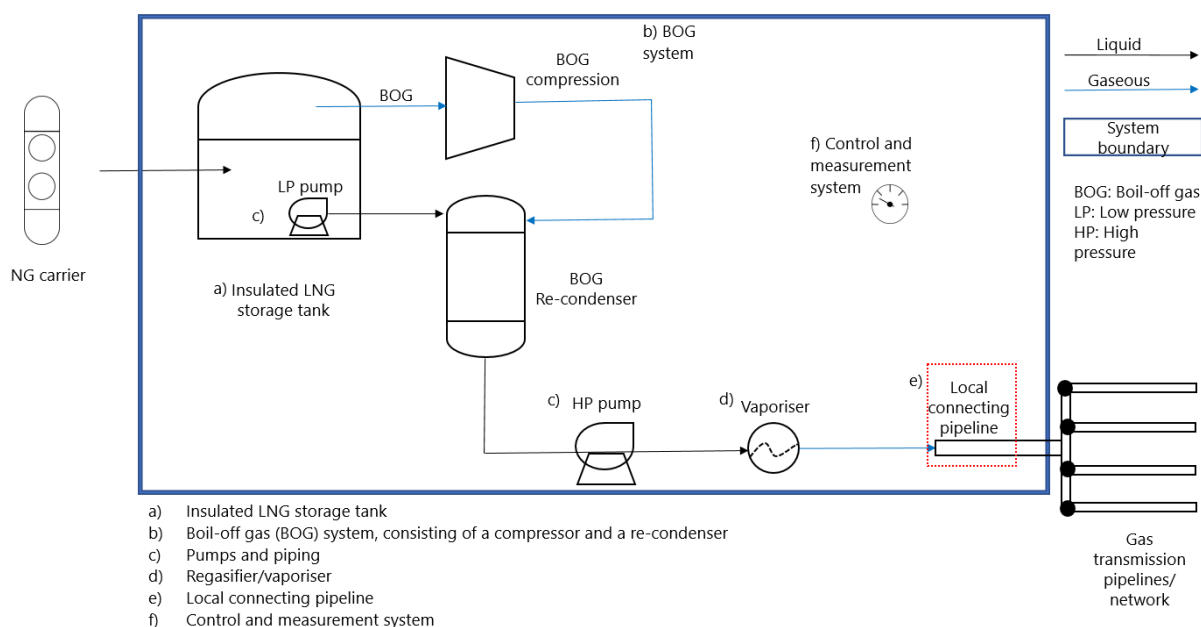 b) BOG
system
BOG
compression
BOG
Liquid
Gaseous
System
boundary
BOG: Boil-off gas
LP: Low pressure
HP: High
pressure
f) Control and
measurement
system
LP pump
c)
NG carrier
a) Insulated LNG
storage tank
BOG
Re-condenser
c) HP pump
d) Vaporiser
e) Local
connecting
pipeline
Gas
transmission
pipelines/
network
a) Insulated LNG storage tank
b) Boil-off gas (BOG) system, consisting of a compressor and a re-condenser
c) Pumps and piping
d) Regasifier/vaporiser
e) Local connecting pipeline
f) Control and measurement system